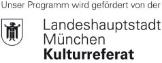 Unser Programm wird gefördert von der
Landeshauptstadt
München
Kulturreferat